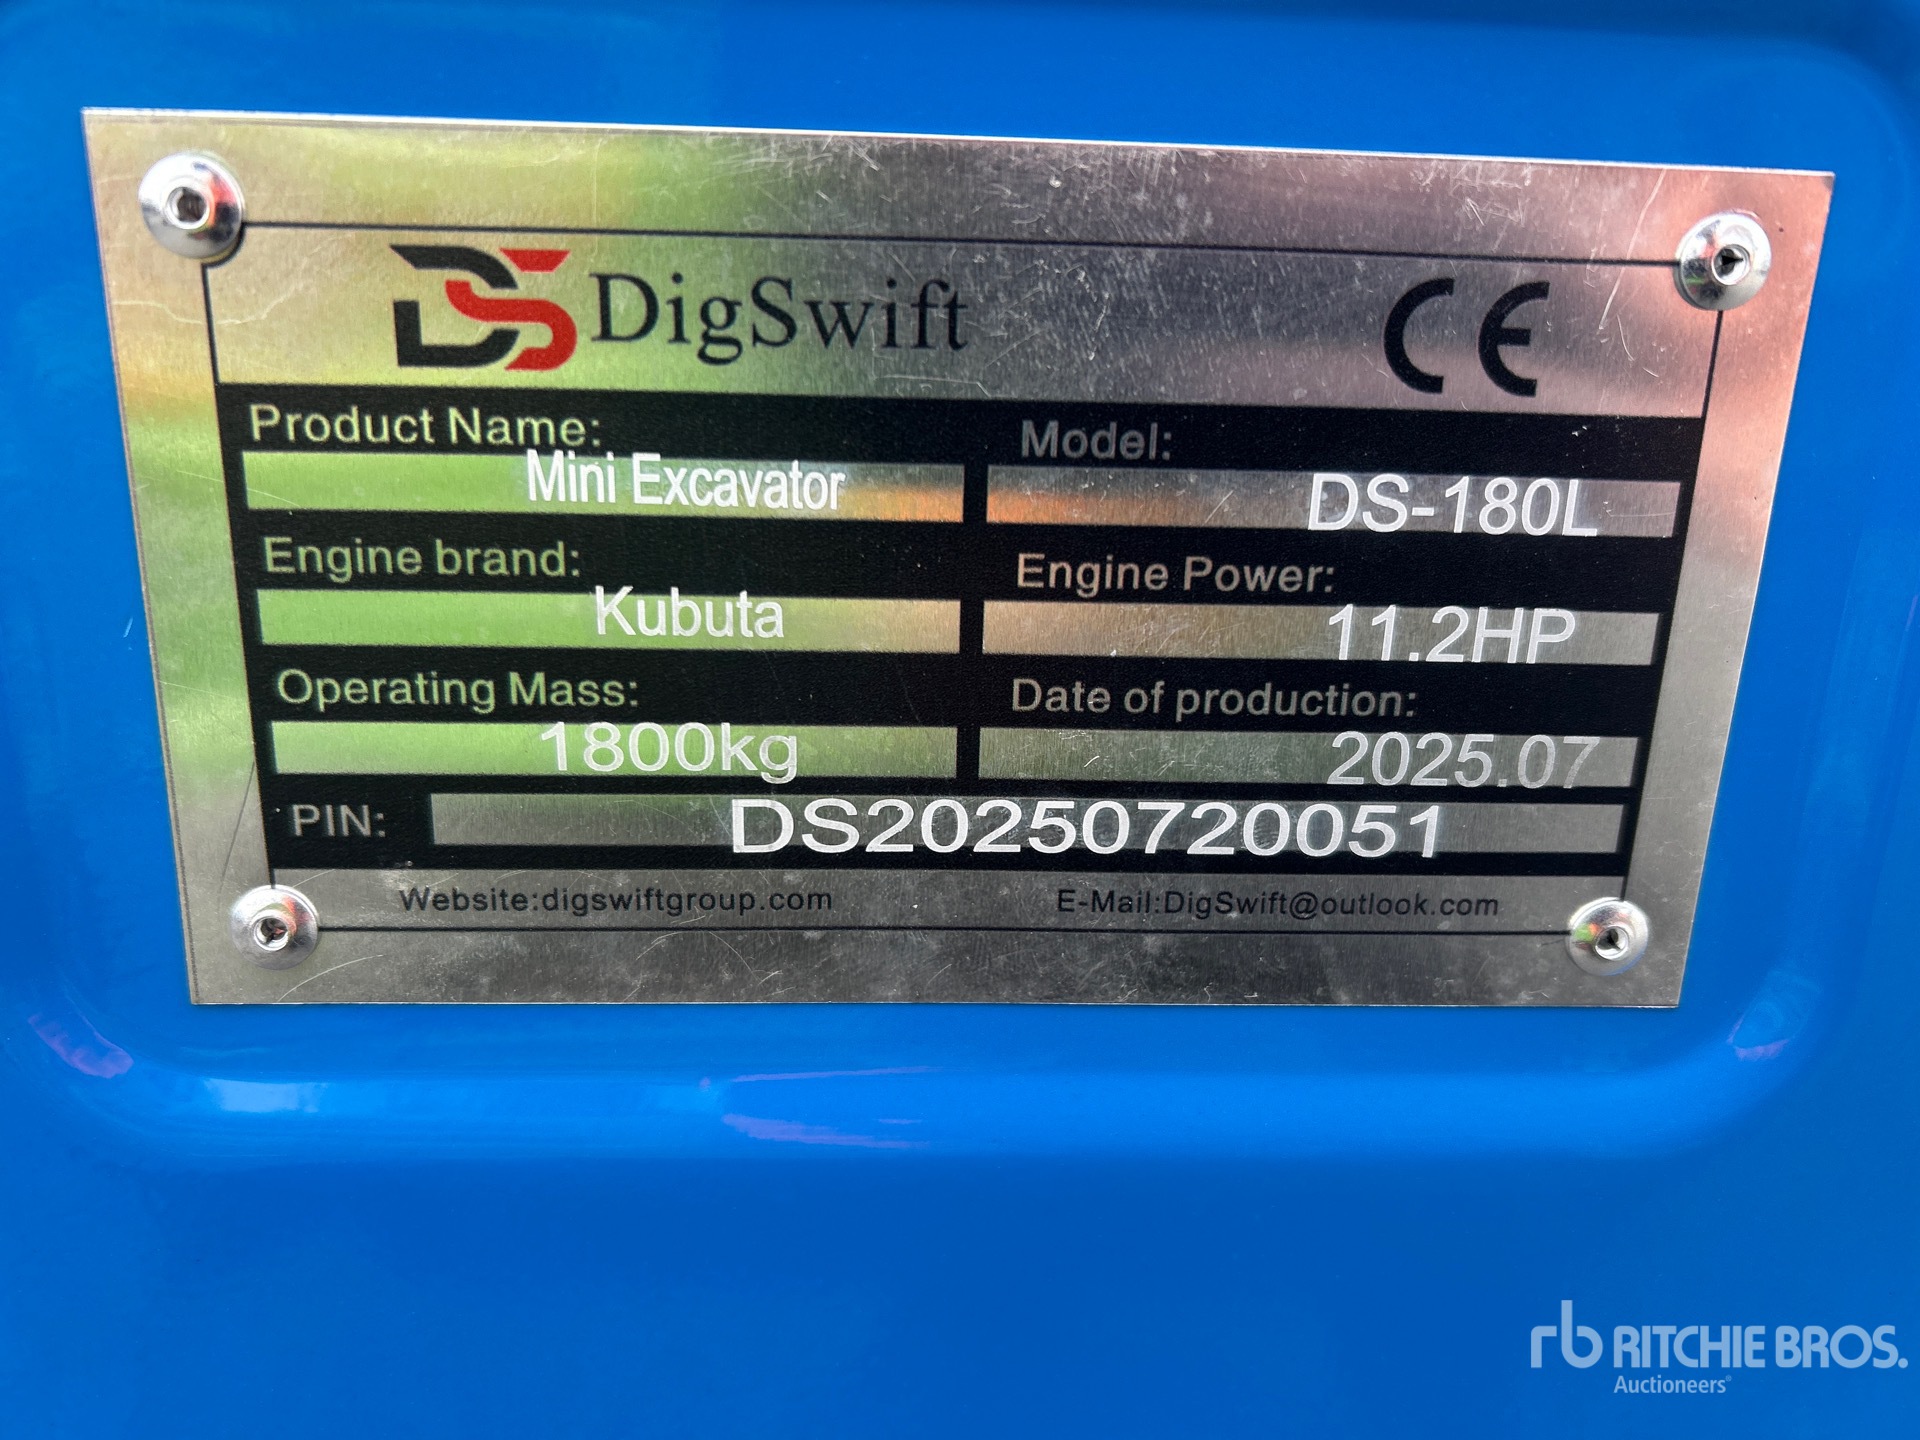 DS DigSwift CE
Product Name: Model:
Mini Excavator DS-180L
Engine brand: Engine Power:
Kubuta 11.2HP
Operating Mass: Date of production:
1800kg 2025.07
PIN: DS20250720051
Website:digswiftgroup.com E-Mail:DigSwift@outlook.com
rb RITCHIE BROS.
Auctioneers®